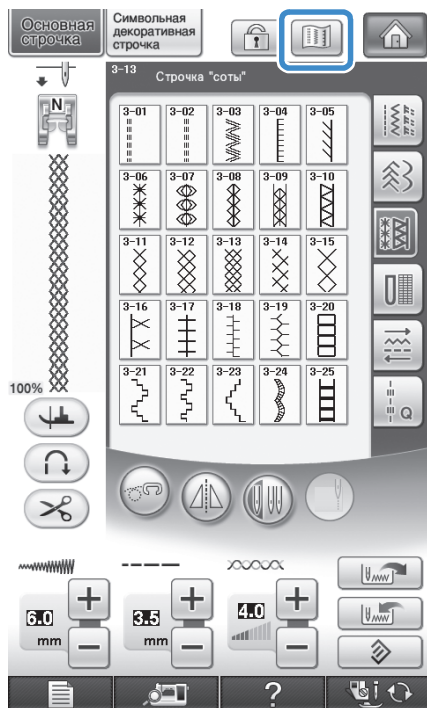 Основная
строчка
Символьная
декоративная
строчка
3-13
Строчка "соты"
N
3-01 3-02 3-03 3-04 3-05
3-06 3-07 3-08 3-09 3-10
3-11 3-12 3-13 3-14 3-15
3-16 3-17 3-18 3-19 3-20
3-21 3-22 3-23 3-24 3-25
100%
Q
6.0
mm
3.5
mm
4.0
?